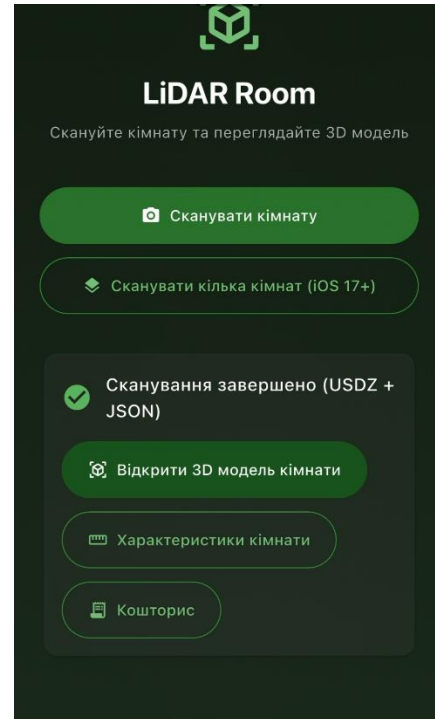 LiDAR Room
Скануйте кімнату та переглядайте 3D модель
Сканувати кімнату
Сканувати кілька кімнат (iOS 17+)
Сканування завершено (USDZ +
JSON)
Відкрити 3D модель кімнати
Характеристики кімнати
Кошторис